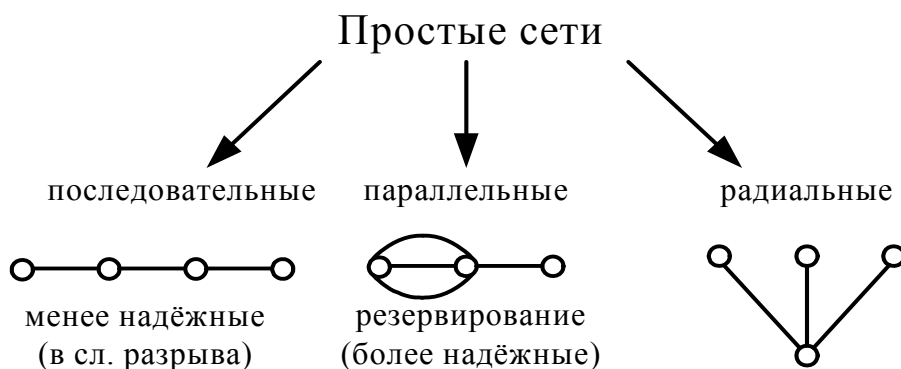 Простые сети
последовательные
параллельные
радиальные
менее надёжные
(в сл. разрыва)
резервирование
(более надёжные)